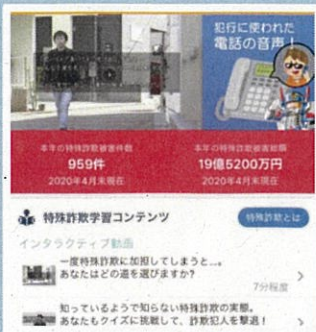 犯行に使われた
電話の音声！
本年の特殊詐欺被害件数
959件
2020年4月末現在
本年の特殊詐欺被害総額
19億5200万円
2020年4月末現在
特殊詐欺学習コンテンツ
特殊詐欺とは
インタラクティブ動画
一度特殊詐欺に加担してしまうと…。
あなたはどの道を選びますか？
7分程度
知っているようで知らない特殊詐欺の実態。
あなたもクイズに挑戦して、詐欺犯人を撃退！